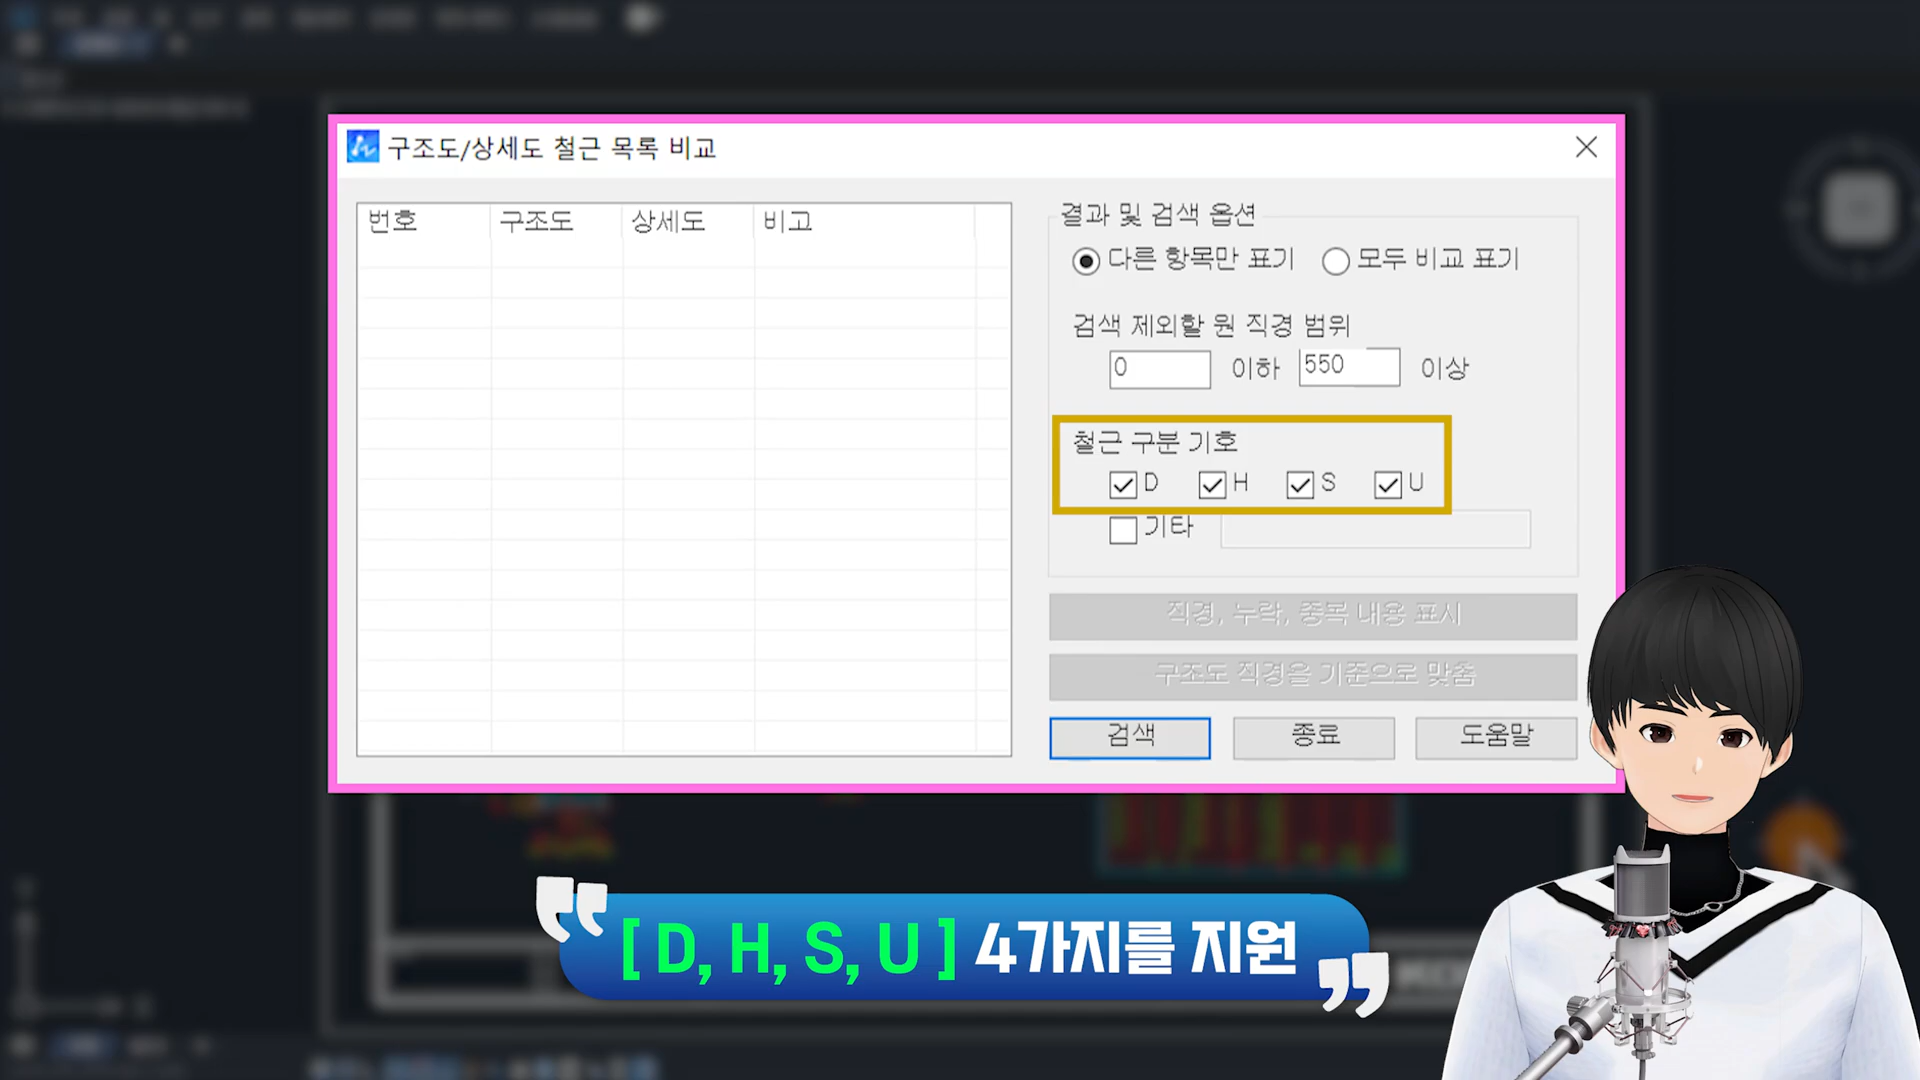 구조도/상세도 철근 목록 비교
번호 구조도 상세도 비고
결과 및 검색 옵션
다른 항목만 표기 모두 비교 표기
검색 제외할 원 직경 범위
0 이하 550 이상
철근 구분 기호
D H S U
기타
직경, 누락, 중복 내용 표시
구조도 직경을 기준으로 맞춤
검색 종료 도움말
[ D, H, S, U ] 4가지를 지원